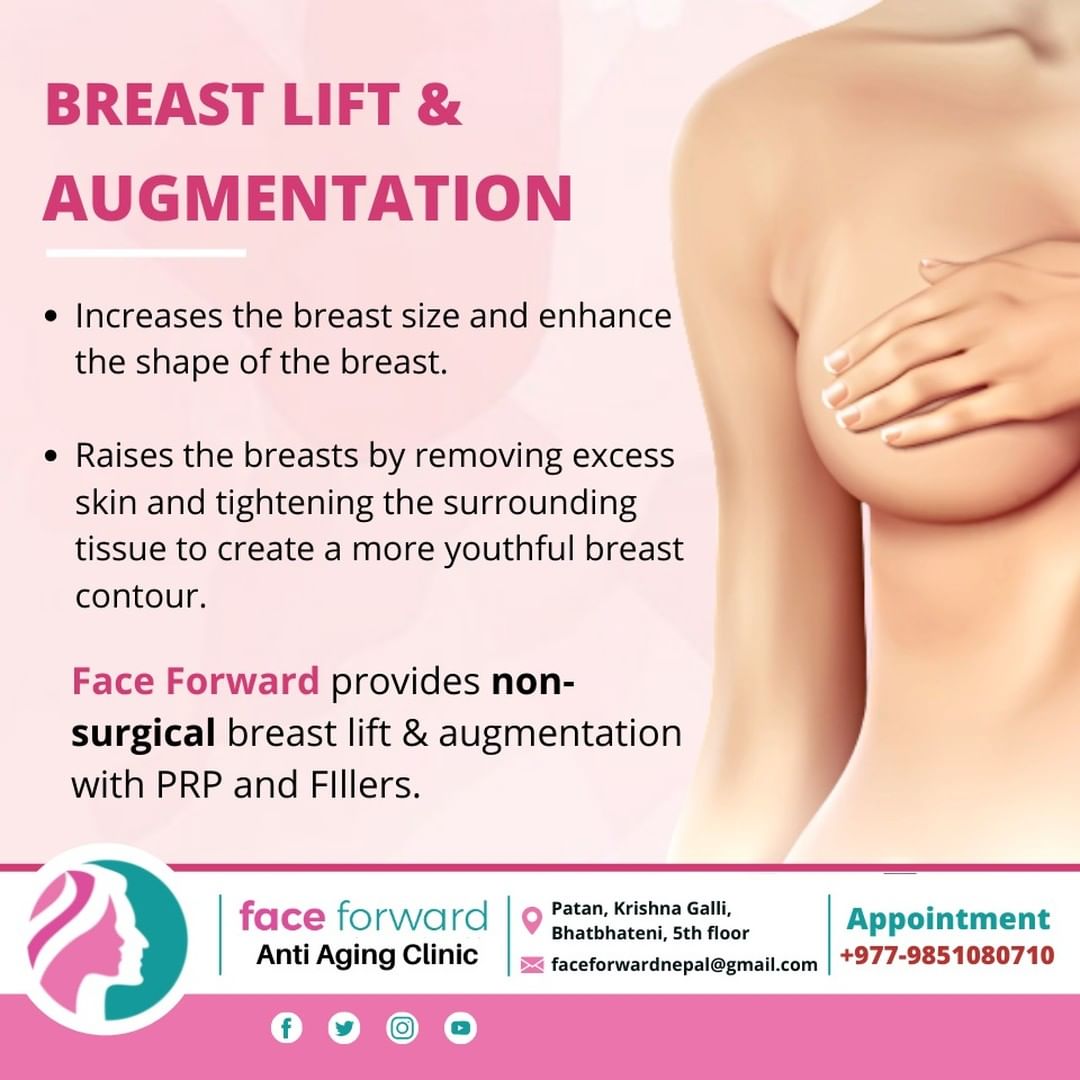 BREAST LIFT &
AUGMENTATION
• Increases the breast size and enhance
the shape of the breast.
• Raises the breasts by removing excess
skin and tightening the surrounding
tissue to create a more youthful breast
contour.
Face Forward provides non-
surgical breast lift & augmentation
with PRP and FIllers.
face forward
Anti Aging Clinic
Patan, Krishna Galli,
Bhatbhateni, 5th floor
faceforwardnepal@gmail.com
Appointment
+977-9851080710